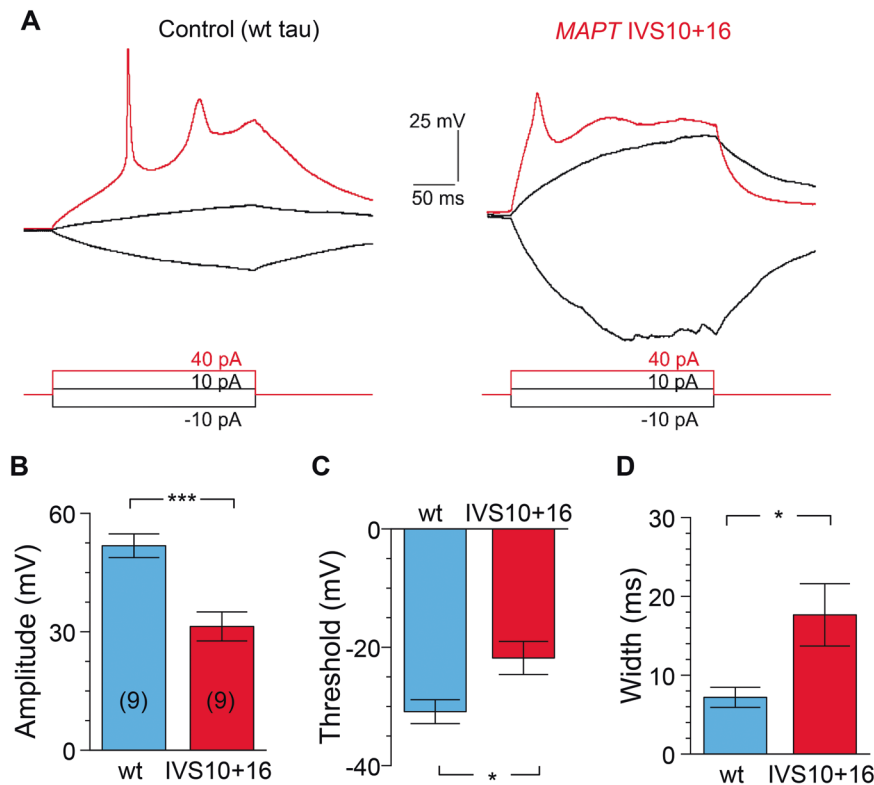 A
Control (wt tau)
MAPT IVS10+16
25 mV
50 ms
40 pA
10 pA
-10 pA
40 pA
10 pA
-10 pA
B
***
60
30
0
Amplitude (mV)
(9)
(9)
wt
IVS10+16
C
wt
IVS10+16
0
-20
-40
Threshold (mV)
*
D
*
30
20
10
0
Width (ms)
wt
IVS10+16